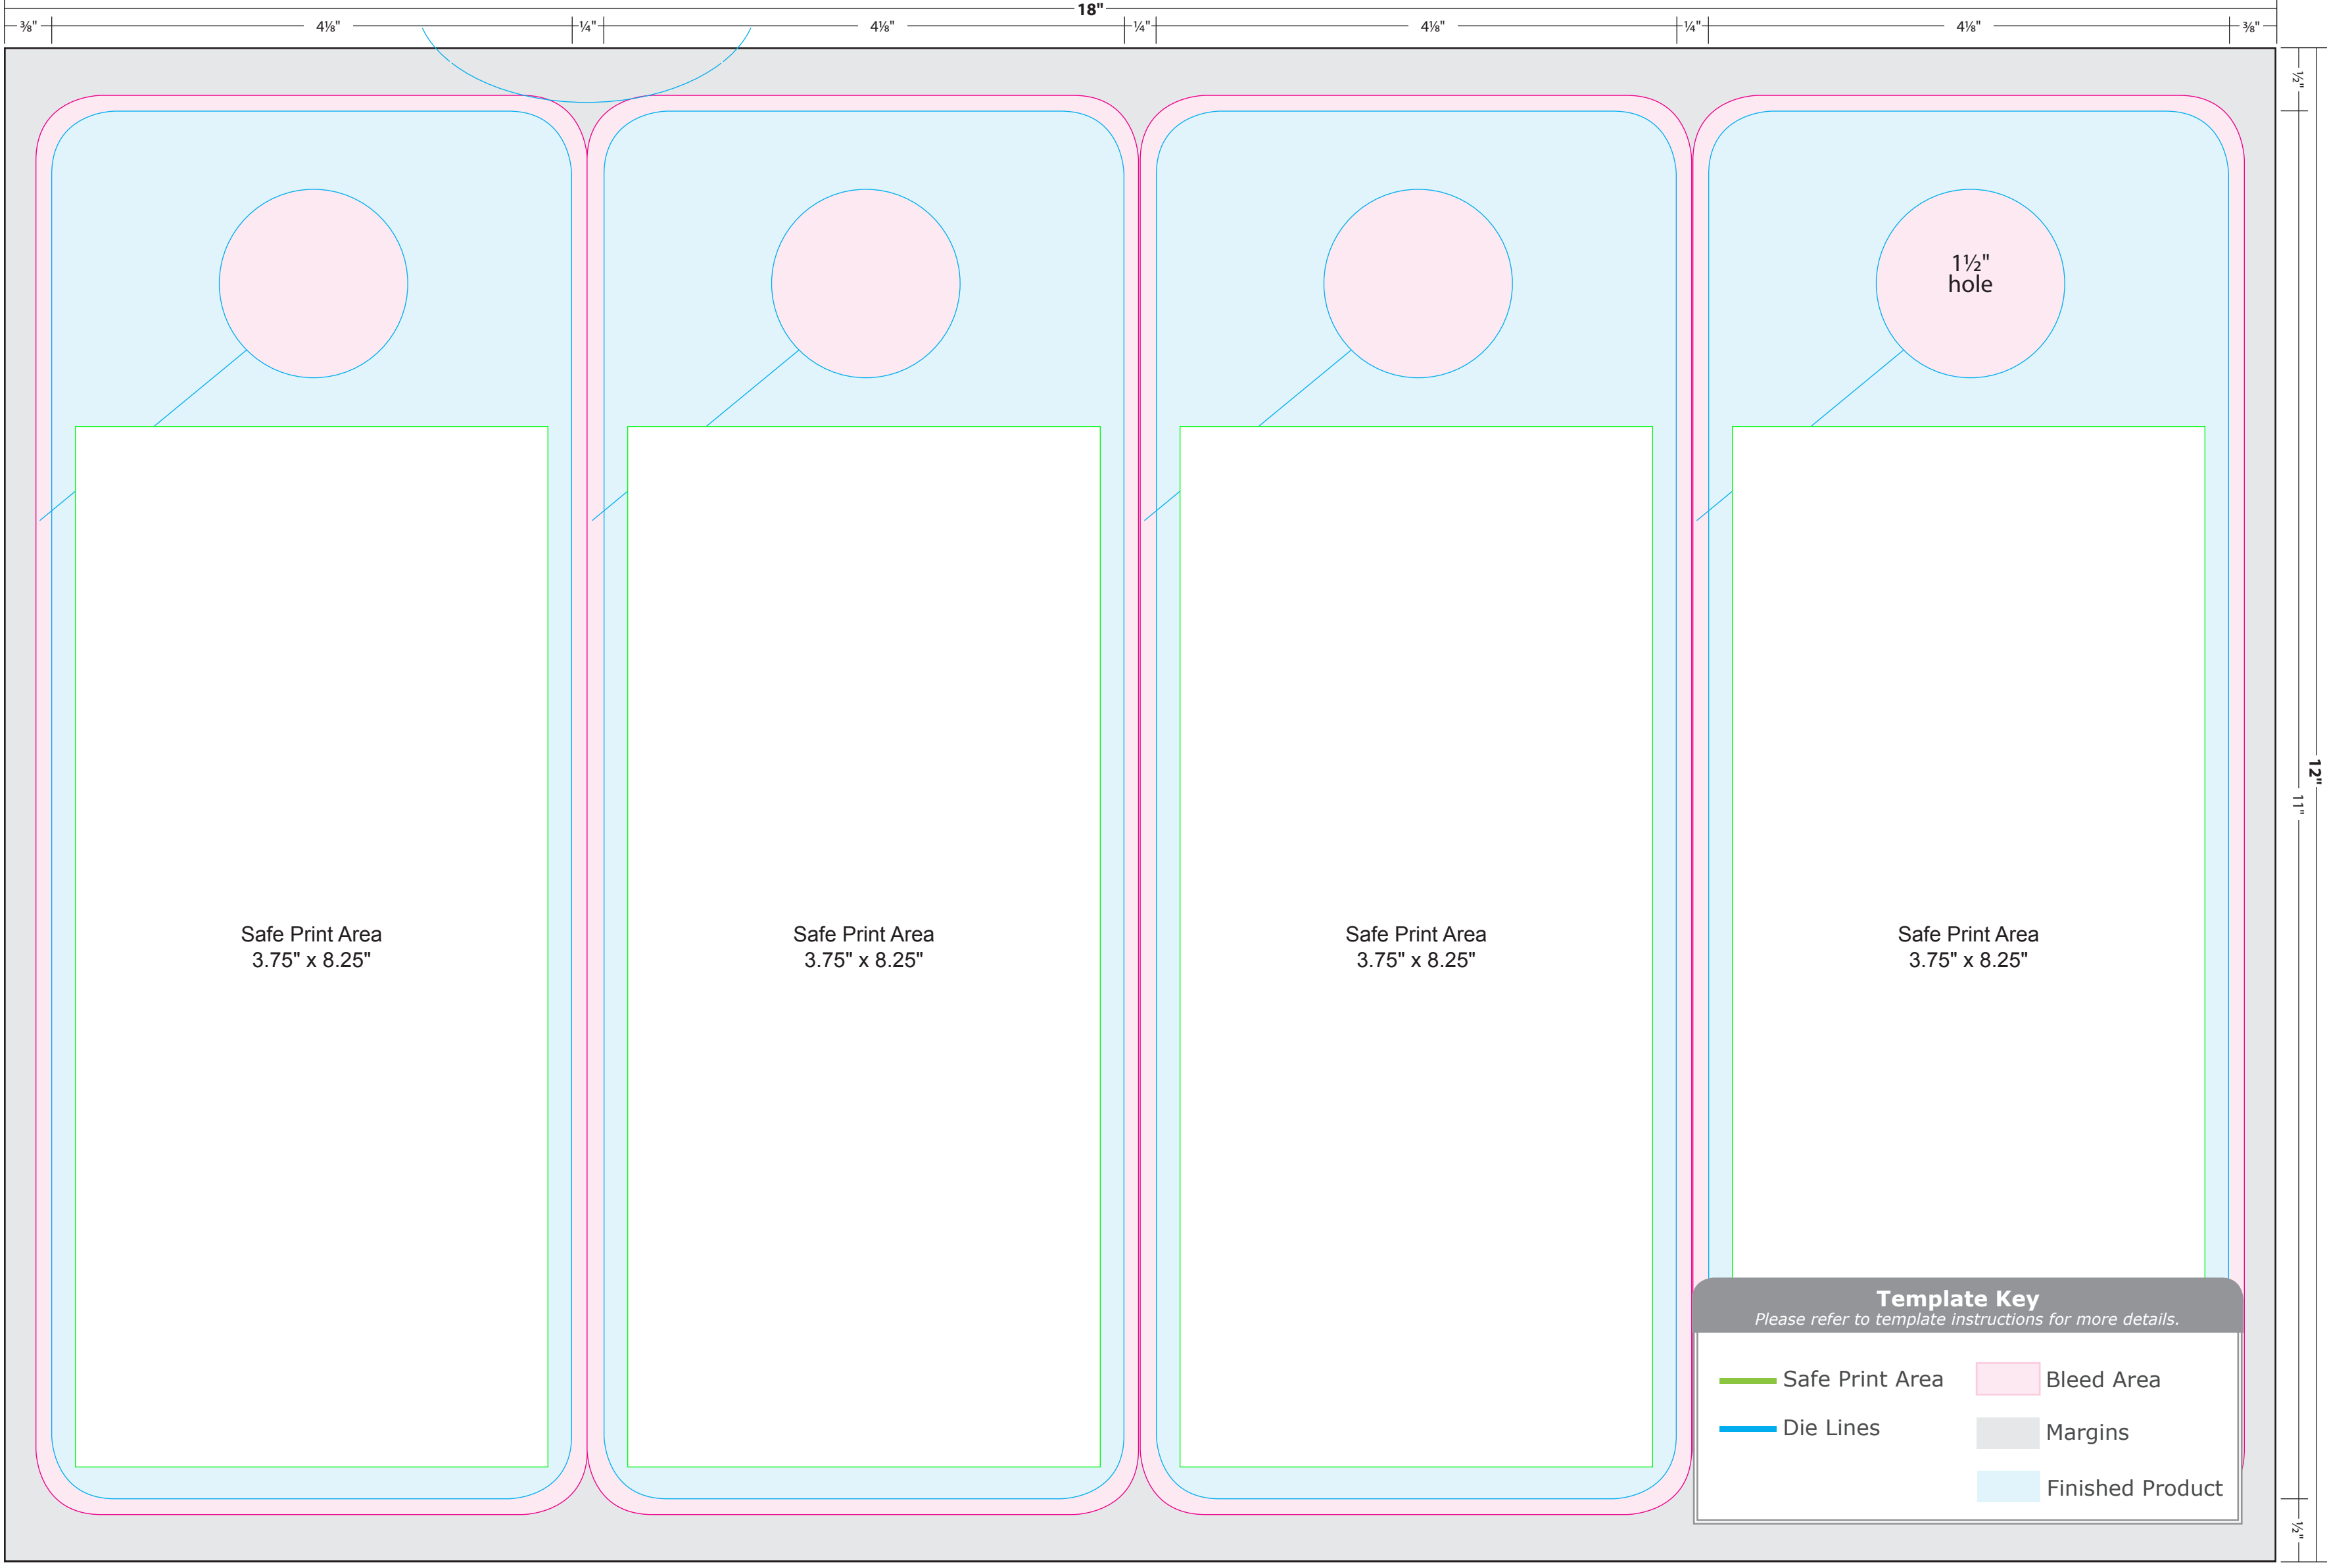 18"
⅜" 4⅛" ¼" 4⅛" ¼" 4⅛" ¼" 4⅛" ⅜"
½"
1½"
hole
12"
11"
Safe Print Area
3.75" x 8.25"
Safe Print Area
3.75" x 8.25"
Safe Print Area
3.75" x 8.25"
Safe Print Area
3.75" x 8.25"
Template Key
Please refer to template instructions for more details.
Safe Print Area
Bleed Area
Die Lines
Margins
Finished Product
½"